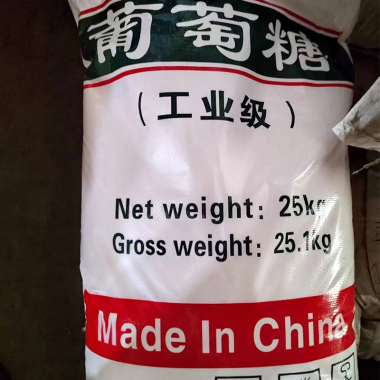 葡萄糖
（工业级）
Net weight: 25kg
Gross weight: 25.1kg
Made In China